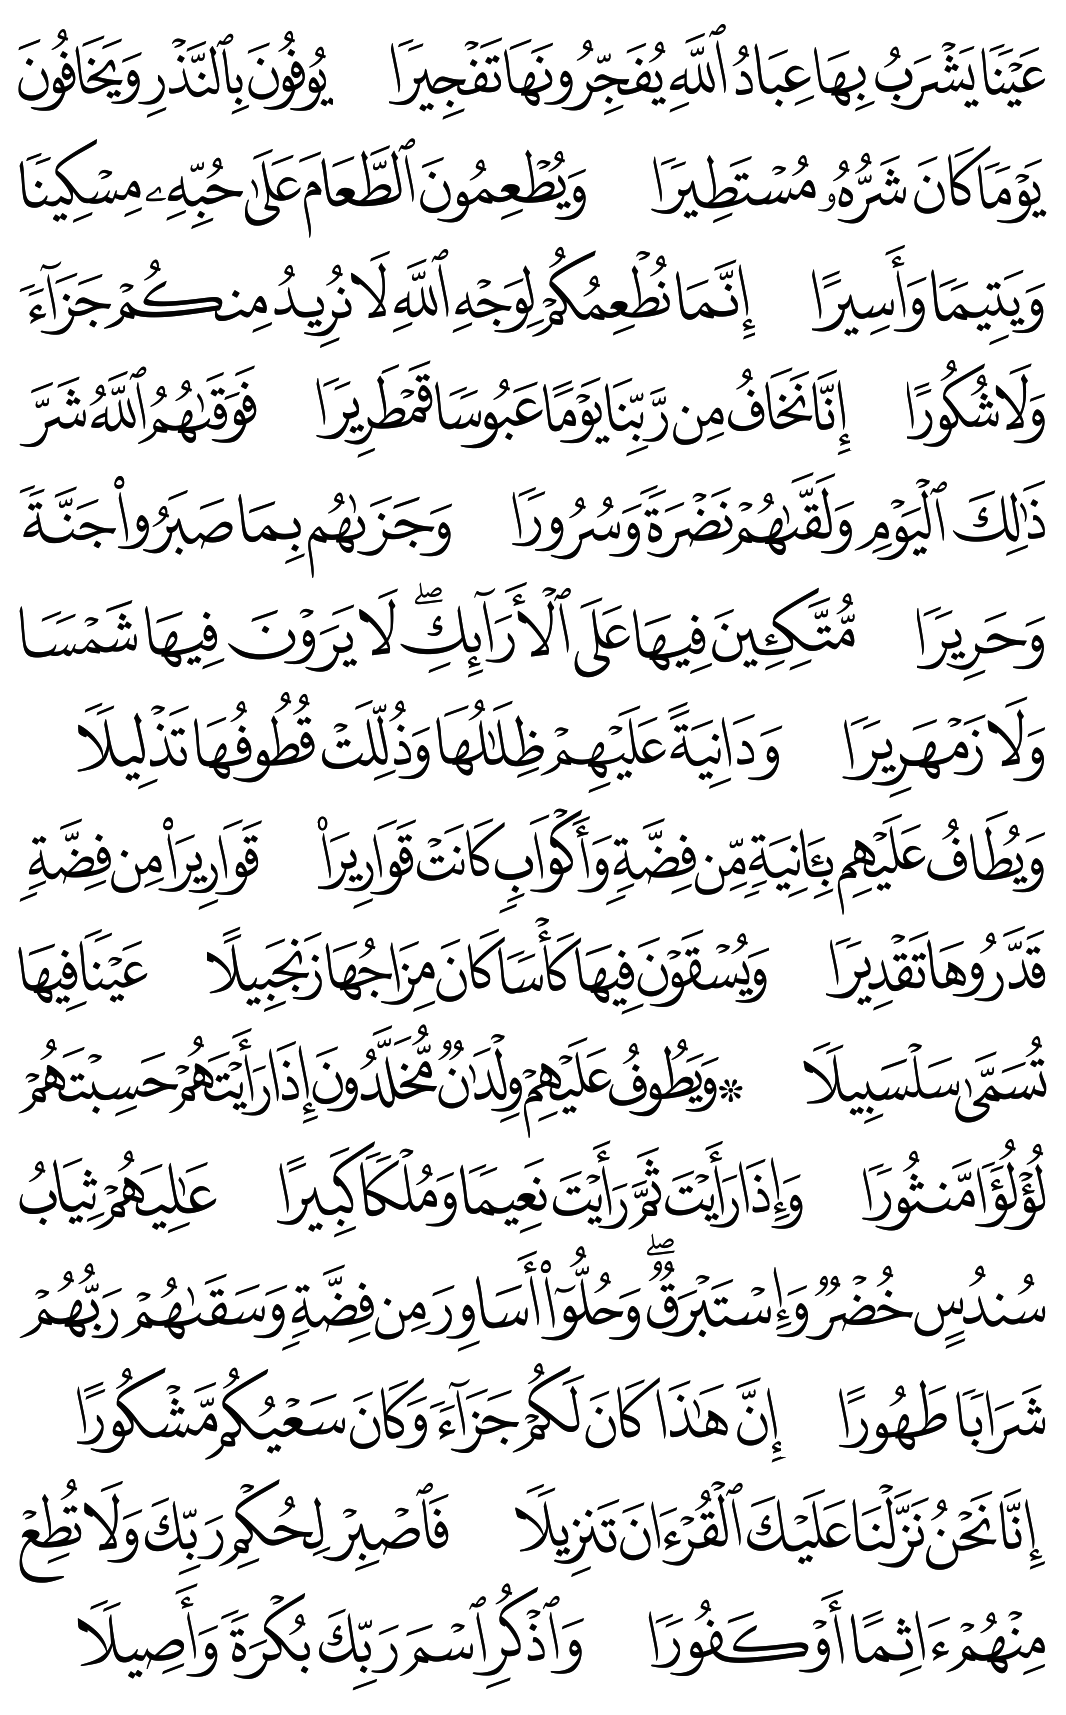 عَيْنٗا يَشْرَبُ بِهَا عِبَادُ ٱللَّهِ يُفَجِّرُونَهَا تَفْجِيرٗا يُوفُونَ بِٱلنَّذْرِ وَيَخَافُونَ
يَوْمٗا كَانَ شَرُّهُۥ مُسْتَطِيرٗا وَيُطْعِمُونَ ٱلطَّعَامَ عَلَىٰ حُبِّهِۦ مِسْكِينٗا
وَيَتِيمٗا وَأَسِيرًا إِنَّمَا نُطْعِمُكُمْ لِوَجْهِ ٱللَّهِ لَا نُرِيدُ مِنكُمْ جَزَآءٗ
وَلَا شُكُورًا إِنَّا نَخَافُ مِن رَّبِّنَا يَوْمًا عَبُوسٗا قَمْطَرِيرٗا فَوَقَىٰهُمُ ٱللَّهُ شَرَّ
ذَٰلِكَ ٱلْيَوْمِ وَلَقَّىٰهُمْ نَضْرَةٗ وَسُرُورٗا وَجَزَىٰهُم بِمَا صَبَرُواْ جَنَّةٗ
وَحَرِيرٗا مُّتَّكِـِٔينَ فِيهَا عَلَى ٱلْأَرَآئِكِۖ لَا يَرَوْنَ فِيهَا شَمْسٗا
وَلَا زَمْهَرِيرٗا وَدَانِيَةً عَلَيْهِمْ ظِلَٰلُهَا وَذُلِّلَتْ قُطُوفُهَا تَذْلِيلٗا
وَيُطَافُ عَلَيْهِم بِـَٔانِيَةٖ مِّن فِضَّةٖ وَأَكْوَابٖ كَانَتْ قَوَارِيرَا۠ قَوَارِيرَاْ مِن فِضَّةٖ
قَدَّرُوهَا تَقْدِيرٗا وَيُسْقَوْنَ فِيهَا كَأْسٗا كَانَ مِزَاجُهَا زَنجَبِيلًا عَيْنٗا فِيهَا
تُسَمَّىٰ سَلْسَبِيلٗا * وَيَطُوفُ عَلَيْهِمْ وِلْدَٰنٞ مُّخَلَّدُونَ إِذَا رَأَيْتَهُمْ حَسِبْتَهُمْ
لُؤْلُؤٗا مَّنثُورٗا وَإِذَا رَأَيْتَ ثَمَّ رَأَيْتَ نَعِيمٗا وَمُلْكٗا كَبِيرًا عَٰلِيَهُمْ ثِيَابُ
سُندُسٍ خُضْرٞ وَإِسْتَبْرَقٞۖ وَحُلُّوٓاْ أَسَاوِرَ مِن فِضَّةٖ وَسَقَىٰهُمْ رَبُّهُمْ
شَرَابٗا طَهُورًا إِنَّ هَٰذَا كَانَ لَكُمْ جَزَآءٗ وَكَانَ سَعْيُكُم مَّشْكُورًا
إِنَّا نَحْنُ نَزَّلْنَا عَلَيْكَ ٱلْقُرْءَانَ تَنزِيلٗا فَٱصْبِرْ لِحُكْمِ رَبِّكَ وَلَا تُطِعْ
مِنْهُمْ ءَاثِمًا أَوْ كَفُورٗا وَٱذْكُرِ ٱسْمَ رَبِّكَ بُكْرَةٗ وَأَصِيلٗا